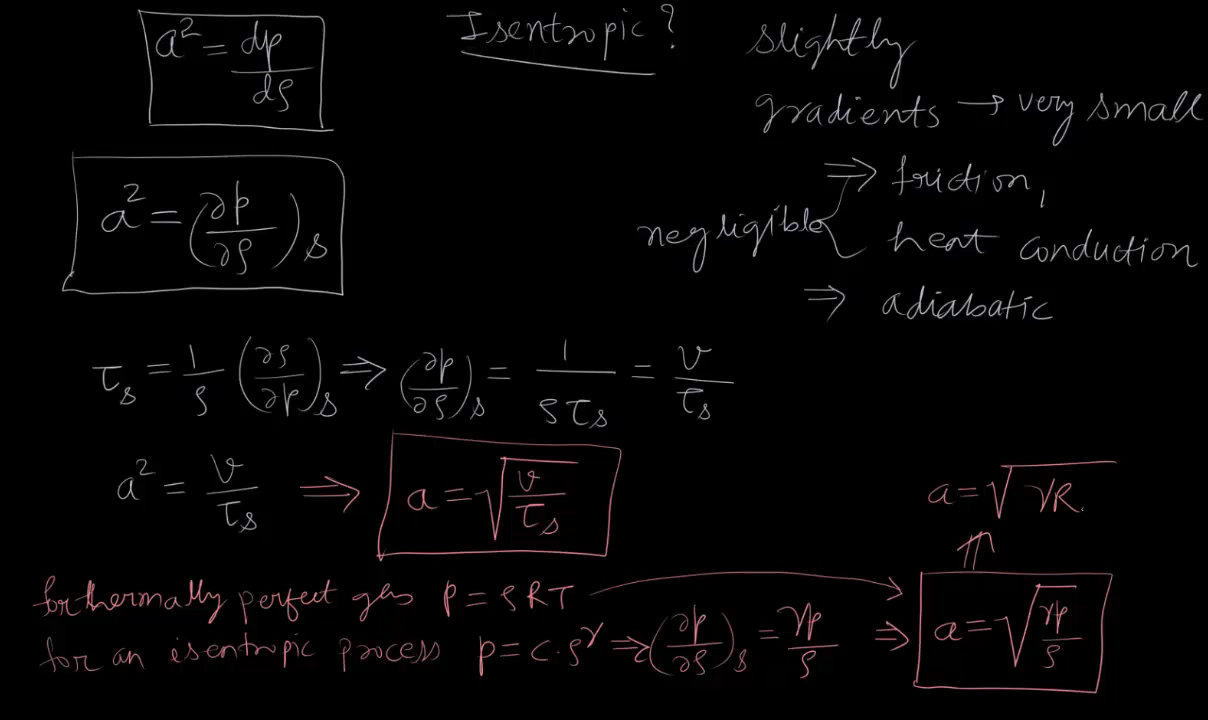 a² = dp/dρ
Isentropic?
slightly
gradients → very small
⇒ friction,
negligible
heat conduction
⇒ adiabatic
a² = (∂p/∂ρ)s
τs = 1/ρ (∂ρ/∂p)s ⇒ (∂p/∂ρ)s = 1/ρτs = v/τs
a² = v/τs ⇒ a = √(v/τs)
a = √γR
for thermally perfect gas p = ρRT
for an isentropic process p = c·ρ^γ ⇒ (∂p/∂ρ)s = γp/ρ ⇒ a = √(γp/ρ)